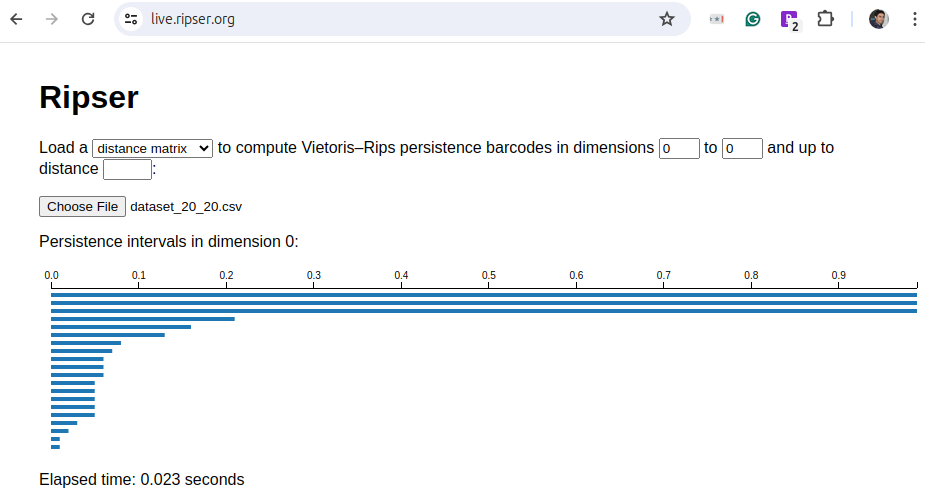 live.ripser.org
2
Ripser
Load a distance matrix to compute Vietoris–Rips persistence barcodes in dimensions 0 to 0 and up to
distance :
Choose File dataset_20_20.csv
Persistence intervals in dimension 0:
0.0 0.1 0.2 0.3 0.4 0.5 0.6 0.7 0.8 0.9
Elapsed time: 0.023 seconds